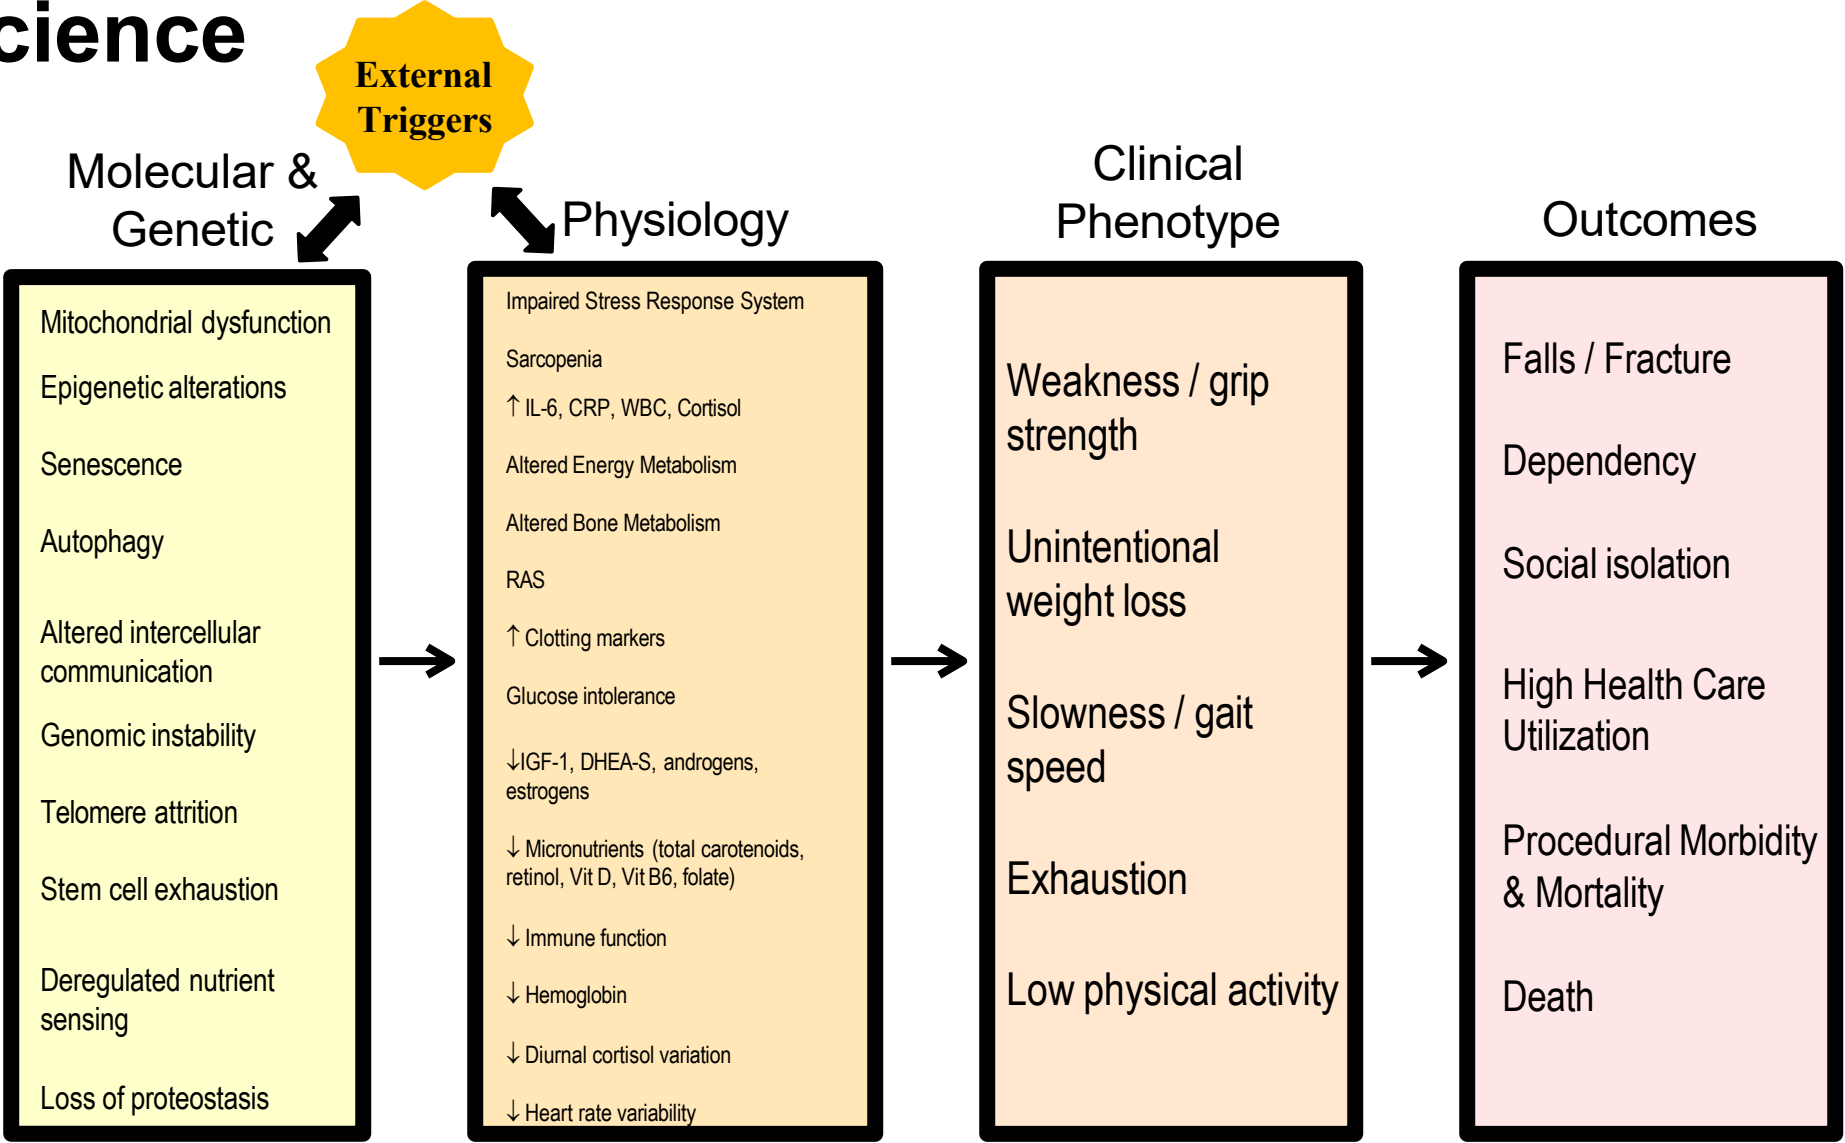 cience
External
Triggers
Molecular &
Genetic
Mitochondrial dysfunction
Epigenetic alterations
Senescence
Autophagy
Altered intercellular
communication
Genomic instability
Telomere attrition
Stem cell exhaustion
Deregulated nutrient
sensing
Loss of proteostasis
Physiology
Impaired Stress Response System
Sarcopenia
↑ IL-6, CRP, WBC, Cortisol
Altered Energy Metabolism
Altered Bone Metabolism
RAS
↑ Clotting markers
Glucose intolerance
↓IGF-1, DHEA-S, androgens,
estrogens
↓ Micronutrients (total carotenoids,
retinol, Vit D, Vit B6, folate)
↓ Immune function
↓ Hemoglobin
↓ Diurnal cortisol variation
↓ Heart rate variability
Clinical
Phenotype
Weakness / grip
strength
Unintentional
weight loss
Slowness / gait
speed
Exhaustion
Low physical activity
Outcomes
Falls / Fracture
Dependency
Social isolation
High Health Care
Utilization
Procedural Morbidity
& Mortality
Death